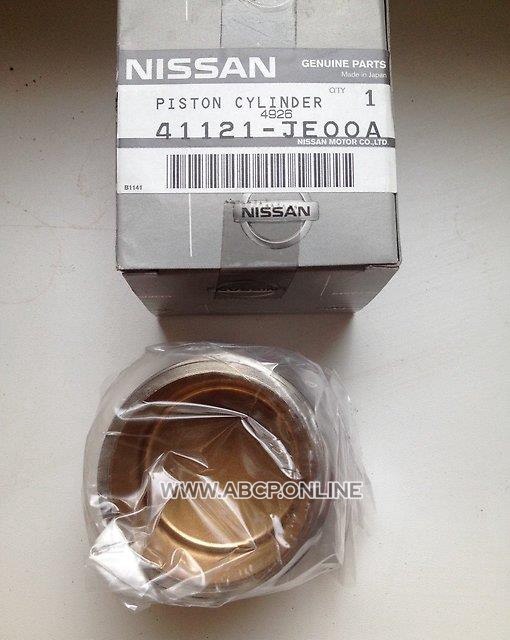 NISSAN
GENUINE PARTS
Made in Japan
PISTON CYLINDER
Q'TY 1
4926
41121-JE00A
NISSAN MOTOR CO.,LTD.
B1141
NISSAN
WWW.ABCP.ONLINE